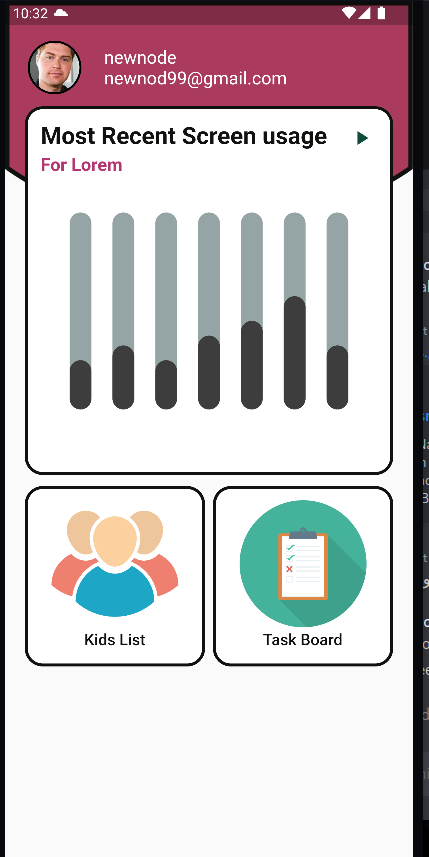 10:32
newnode
newnod99@gmail.com
Most Recent Screen usage
For Lorem
Kids List
Task Board